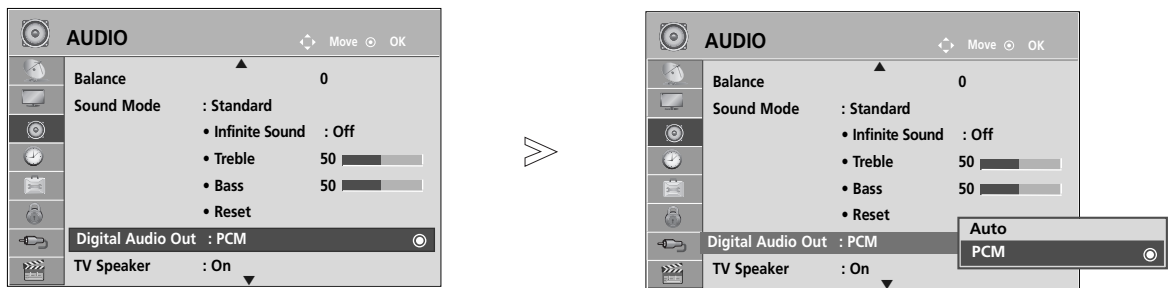 AUDIO
Move ⊙ OK
Balance 0
Sound Mode : Standard
• Infinite Sound : Off
• Treble 50
• Bass 50
• Reset
Digital Audio Out : PCM
TV Speaker : On
AUDIO
Move ⊙ OK
Balance 0
Sound Mode : Standard
• Infinite Sound : Off
• Treble 50
• Bass 50
• Reset
Auto
Digital Audio Out : PCM
PCM
TV Speaker : On